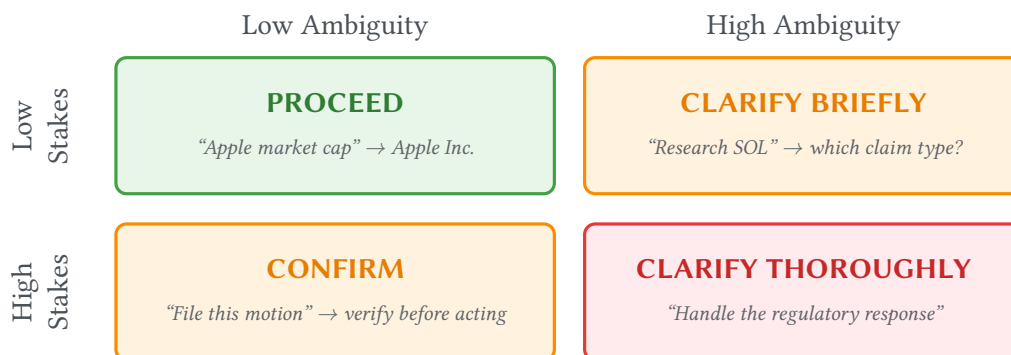 Low Ambiguity
High Ambiguity
Low
Stakes
PROCEED
“Apple market cap” → Apple Inc.
CLARIFY BRIEFLY
“Research SOL” → which claim type?
High
Stakes
CONFIRM
“File this motion” → verify before acting
CLARIFY THOROUGHLY
“Handle the regulatory response”